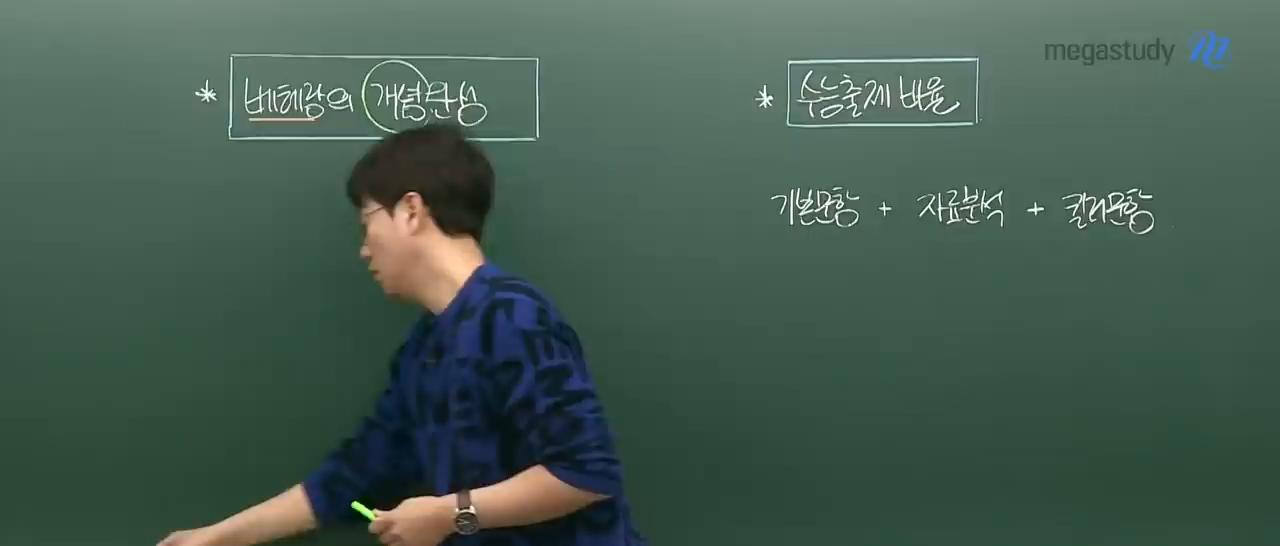 megastudy
* 베테랑의 개념완성
* 수능출제 비율
기본문항 + 자료분석 + 킬러문항